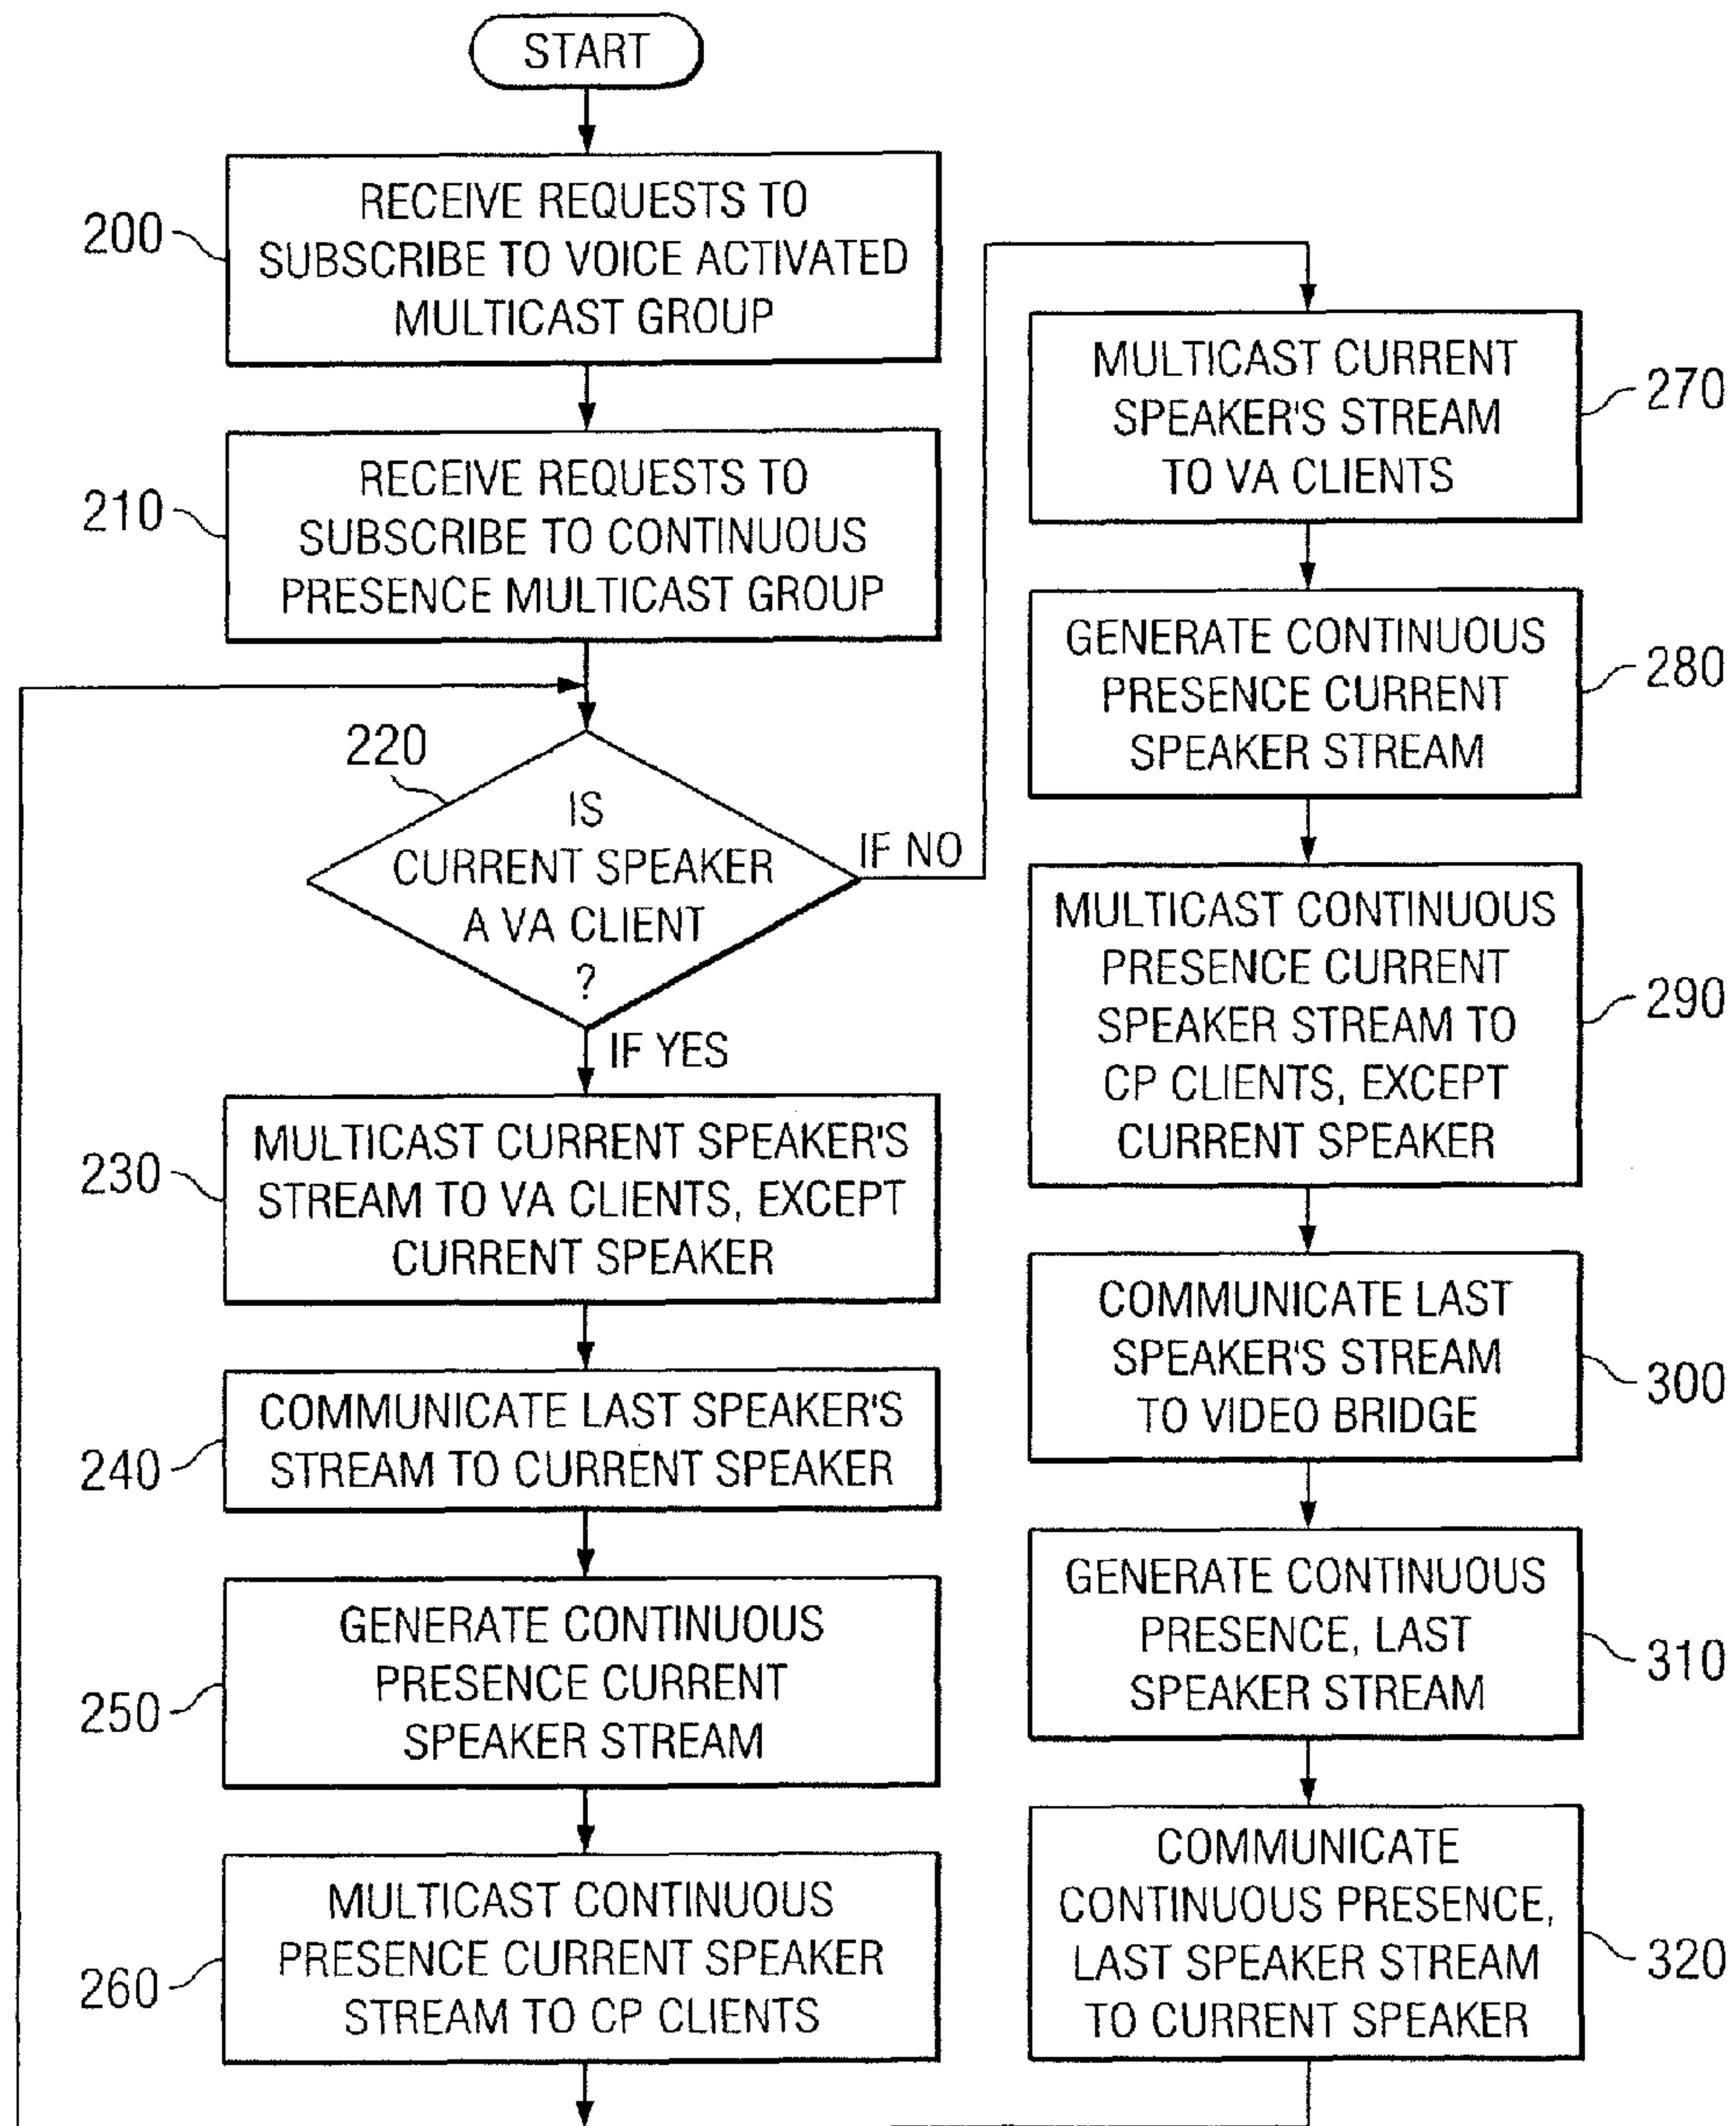 START
200
RECEIVE REQUESTS TO
SUBSCRIBE TO VOICE ACTIVATED
MULTICAST GROUP
210
RECEIVE REQUESTS TO
SUBSCRIBE TO CONTINUOUS
PRESENCE MULTICAST GROUP
220
IS
CURRENT SPEAKER
A VA CLIENT
?
IF NO
IF YES
230
MULTICAST CURRENT SPEAKER'S
STREAM TO VA CLIENTS, EXCEPT
CURRENT SPEAKER
240
COMMUNICATE LAST SPEAKER'S
STREAM TO CURRENT SPEAKER
250
GENERATE CONTINUOUS
PRESENCE CURRENT
SPEAKER STREAM
260
MULTICAST CONTINUOUS
PRESENCE CURRENT SPEAKER
STREAM TO CP CLIENTS
MULTICAST CURRENT
SPEAKER'S STREAM
TO VA CLIENTS
270
GENERATE CONTINUOUS
PRESENCE CURRENT
SPEAKER STREAM
280
MULTICAST CONTINUOUS
PRESENCE CURRENT
SPEAKER STREAM TO
CP CLIENTS, EXCEPT
CURRENT SPEAKER
290
COMMUNICATE LAST
SPEAKER'S STREAM
TO VIDEO BRIDGE
300
GENERATE CONTINUOUS
PRESENCE, LAST
SPEAKER STREAM
310
COMMUNICATE
CONTINUOUS PRESENCE,
LAST SPEAKER STREAM
TO CURRENT SPEAKER
320